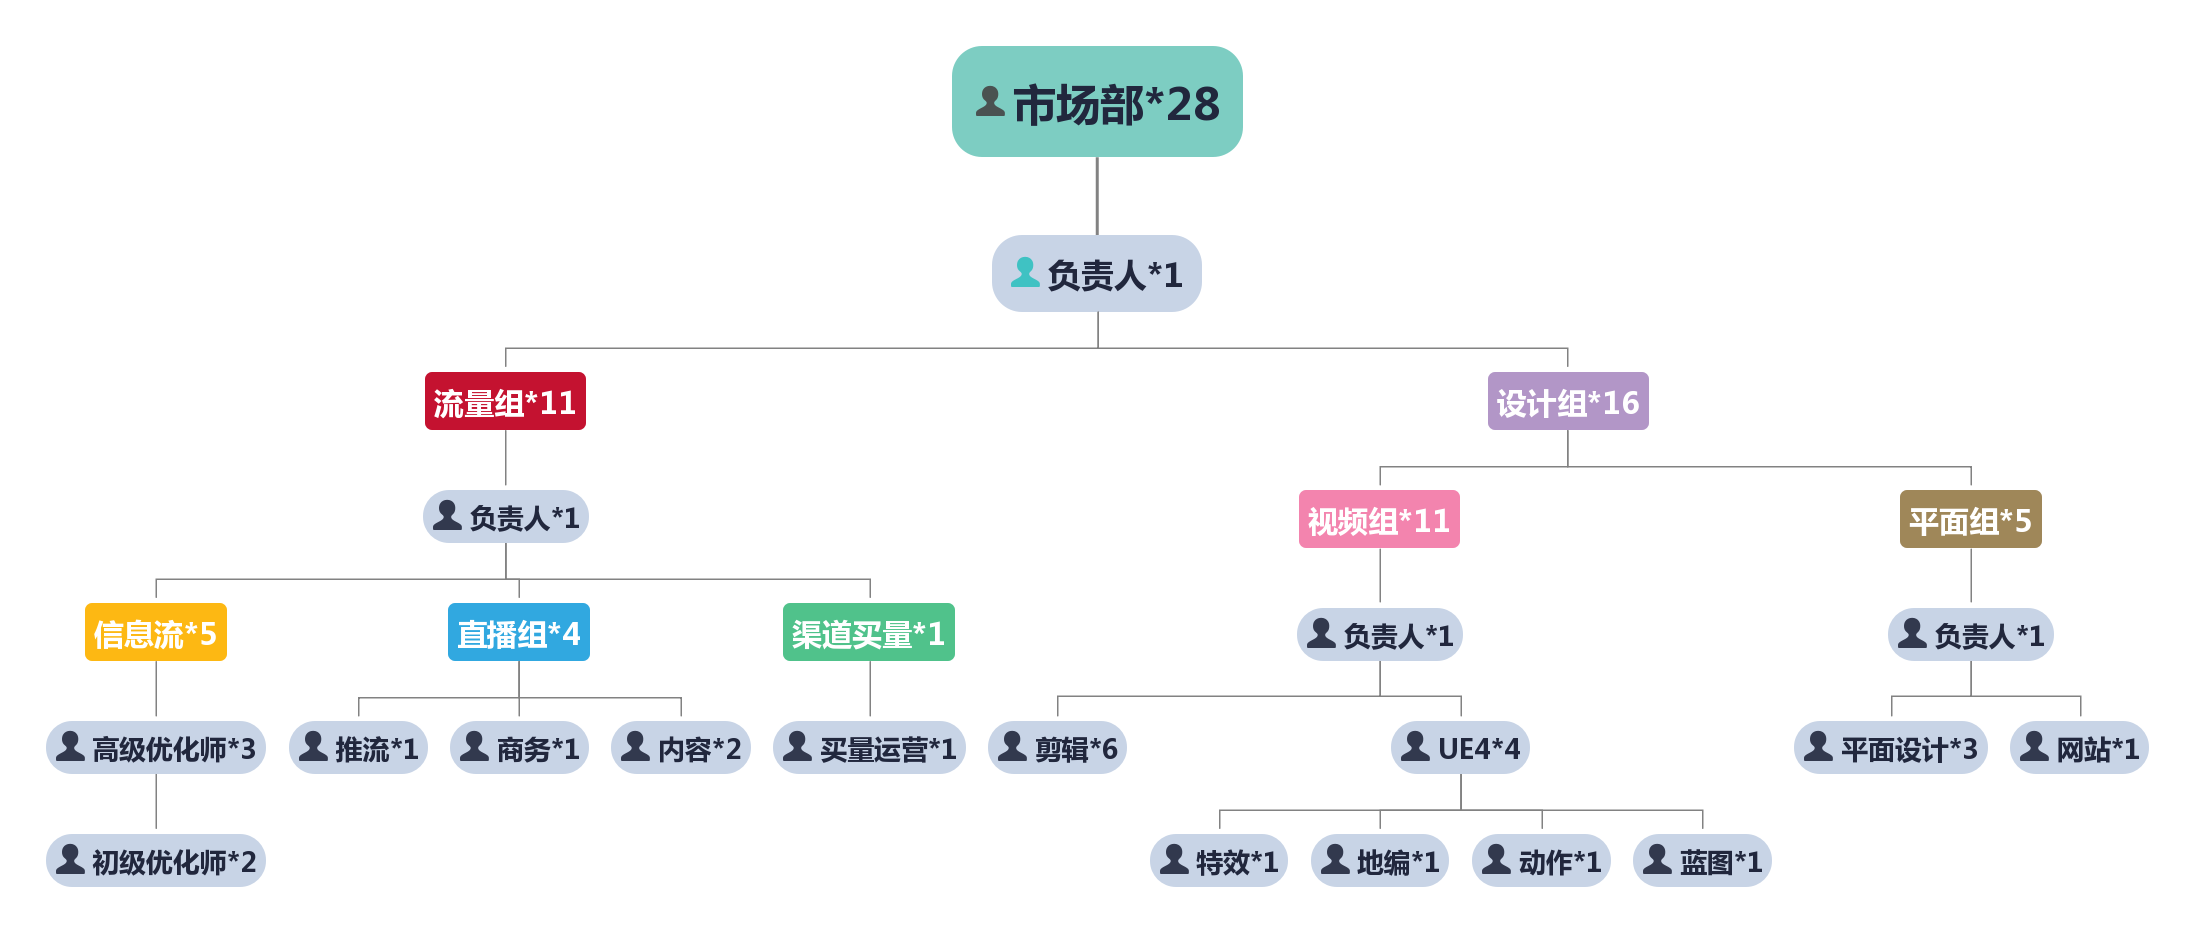 市场部*28
负责人*1
流量组*11
设计组*16
负责人*1
视频组*11
平面组*5
信息流*5
直播组*4
渠道买量*1
负责人*1
负责人*1
高级优化师*3
推流*1
商务*1
内容*2
买量运营*1
剪辑*6
UE4*4
平面设计*3
网站*1
初级优化师*2
特效*1
地编*1
动作*1
蓝图*1